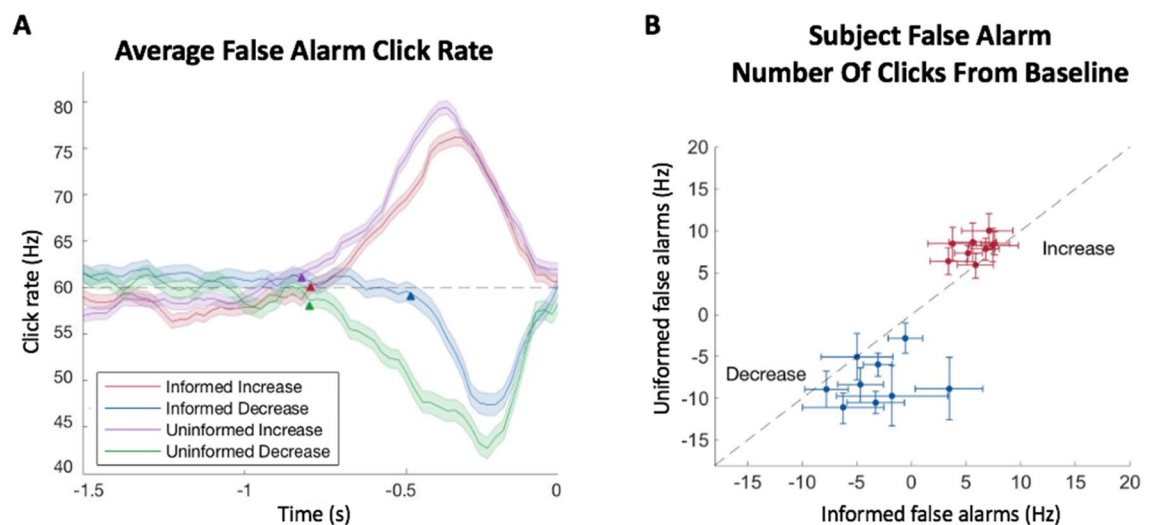 A
Average False Alarm Click Rate
Click rate (Hz)
80
75
70
65
60
55
50
45
40
Informed Increase
Informed Decrease
Uninformed Increase
Uninformed Decrease
-1.5
-1
-0.5
0
Time (s)
B
Subject False Alarm
Number Of Clicks From Baseline
Uniformed false alarms (Hz)
20
15
10
5
0
-5
-10
-15
Increase
Decrease
-15
-10
-5
0
5
10
15
20
Informed false alarms (Hz)